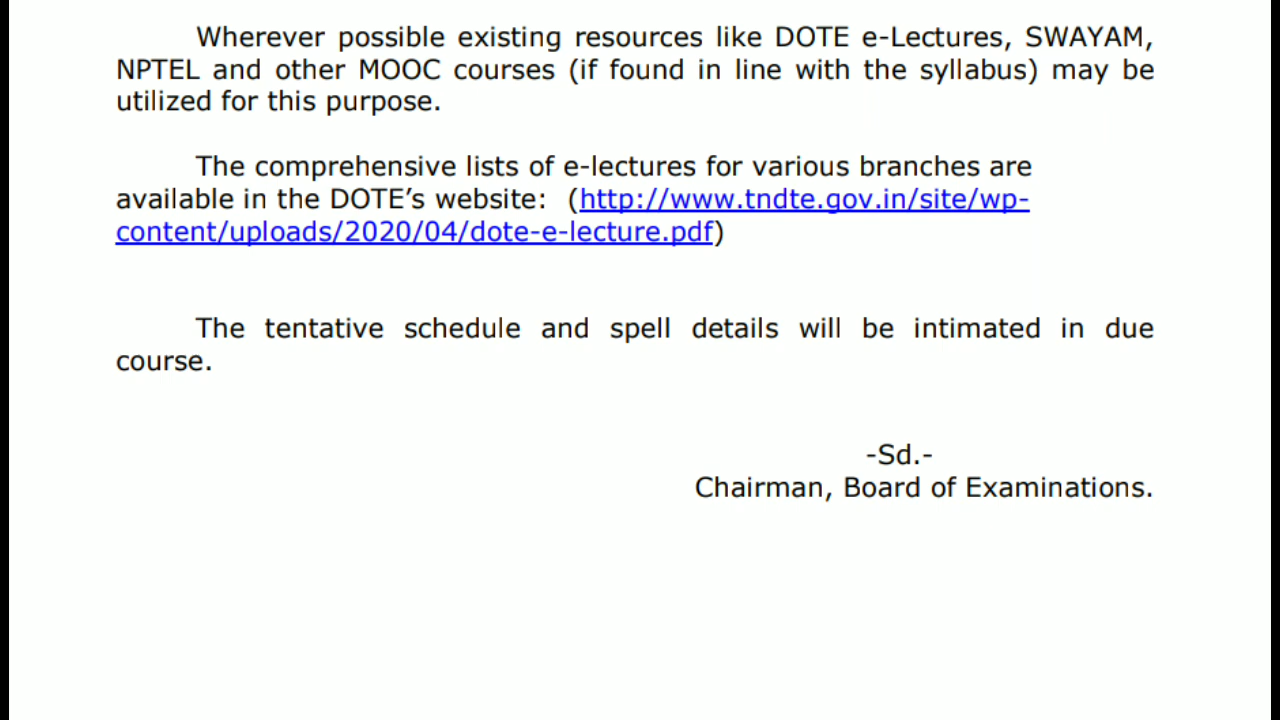 Wherever possible existing resources like DOTE e-Lectures, SWAYAM,
NPTEL and other MOOC courses (if found in line with the syllabus) may be
utilized for this purpose.
The comprehensive lists of e-lectures for various branches are
available in the DOTE’s website: (http://www.tndte.gov.in/site/wp-
content/uploads/2020/04/dote-e-lecture.pdf)
The tentative schedule and spell details will be intimated in due
course.
-Sd.-
Chairman, Board of Examinations.